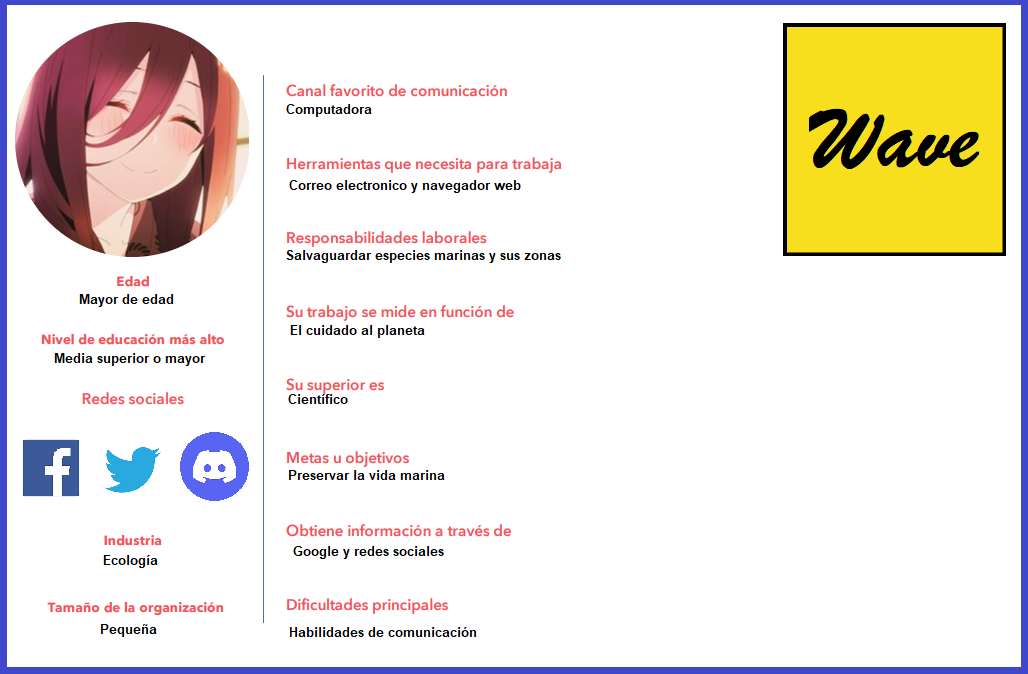 Edad
Mayor de edad
Nivel de educación más alto
Media superior o mayor
Redes sociales
Industria
Ecología
Tamaño de la organización
Pequeña
Canal favorito de comunicación
Computadora
Herramientas que necesita para trabaja
Correo electronico y navegador web
Responsabilidades laborales
Salvaguardar especies marinas y sus zonas
Su trabajo se mide en función de
El cuidado al planeta
Su superior es
Científico
Metas u objetivos
Preservar la vida marina
Obtiene información a través de
Google y redes sociales
Dificultades principales
Habilidades de comunicación
Wave